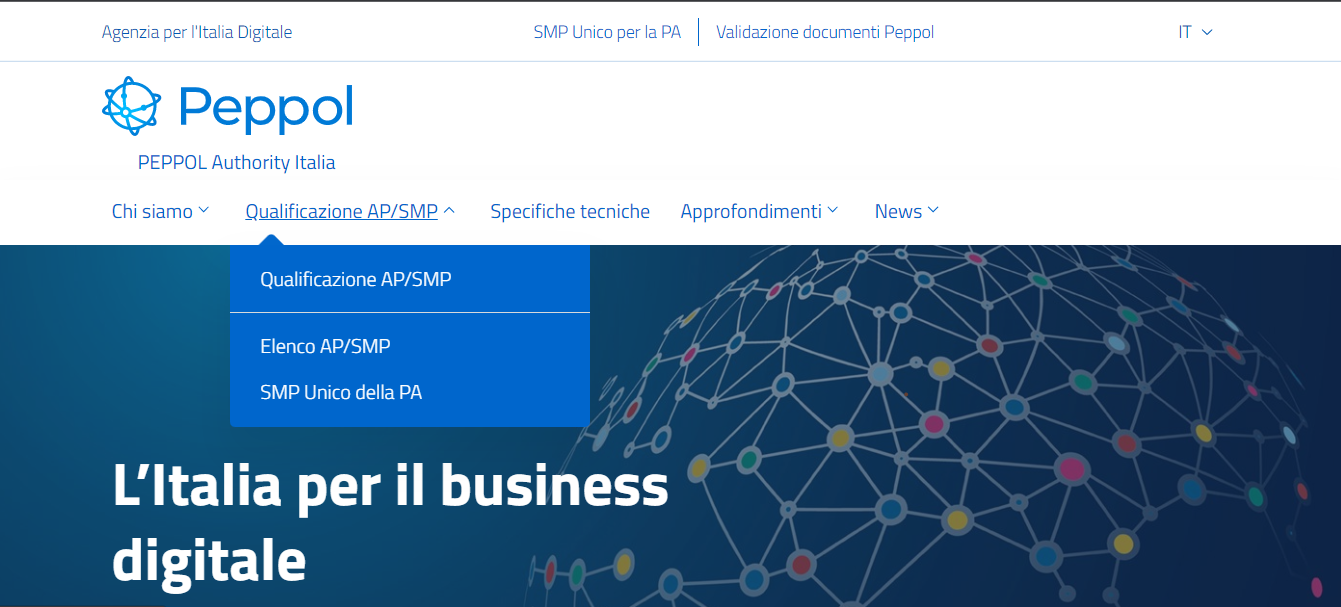 Agenzia per l'Italia Digitale
SMP Unico per la PA
Validazione documenti Peppol
IT
Peppol
PEPPOL Authority Italia
Chi siamo
Qualificazione AP/SMP
Specifiche tecniche
Approfondimenti
News
Qualificazione AP/SMP
Elenco AP/SMP
SMP Unico della PA
L’Italia per il business
digitale